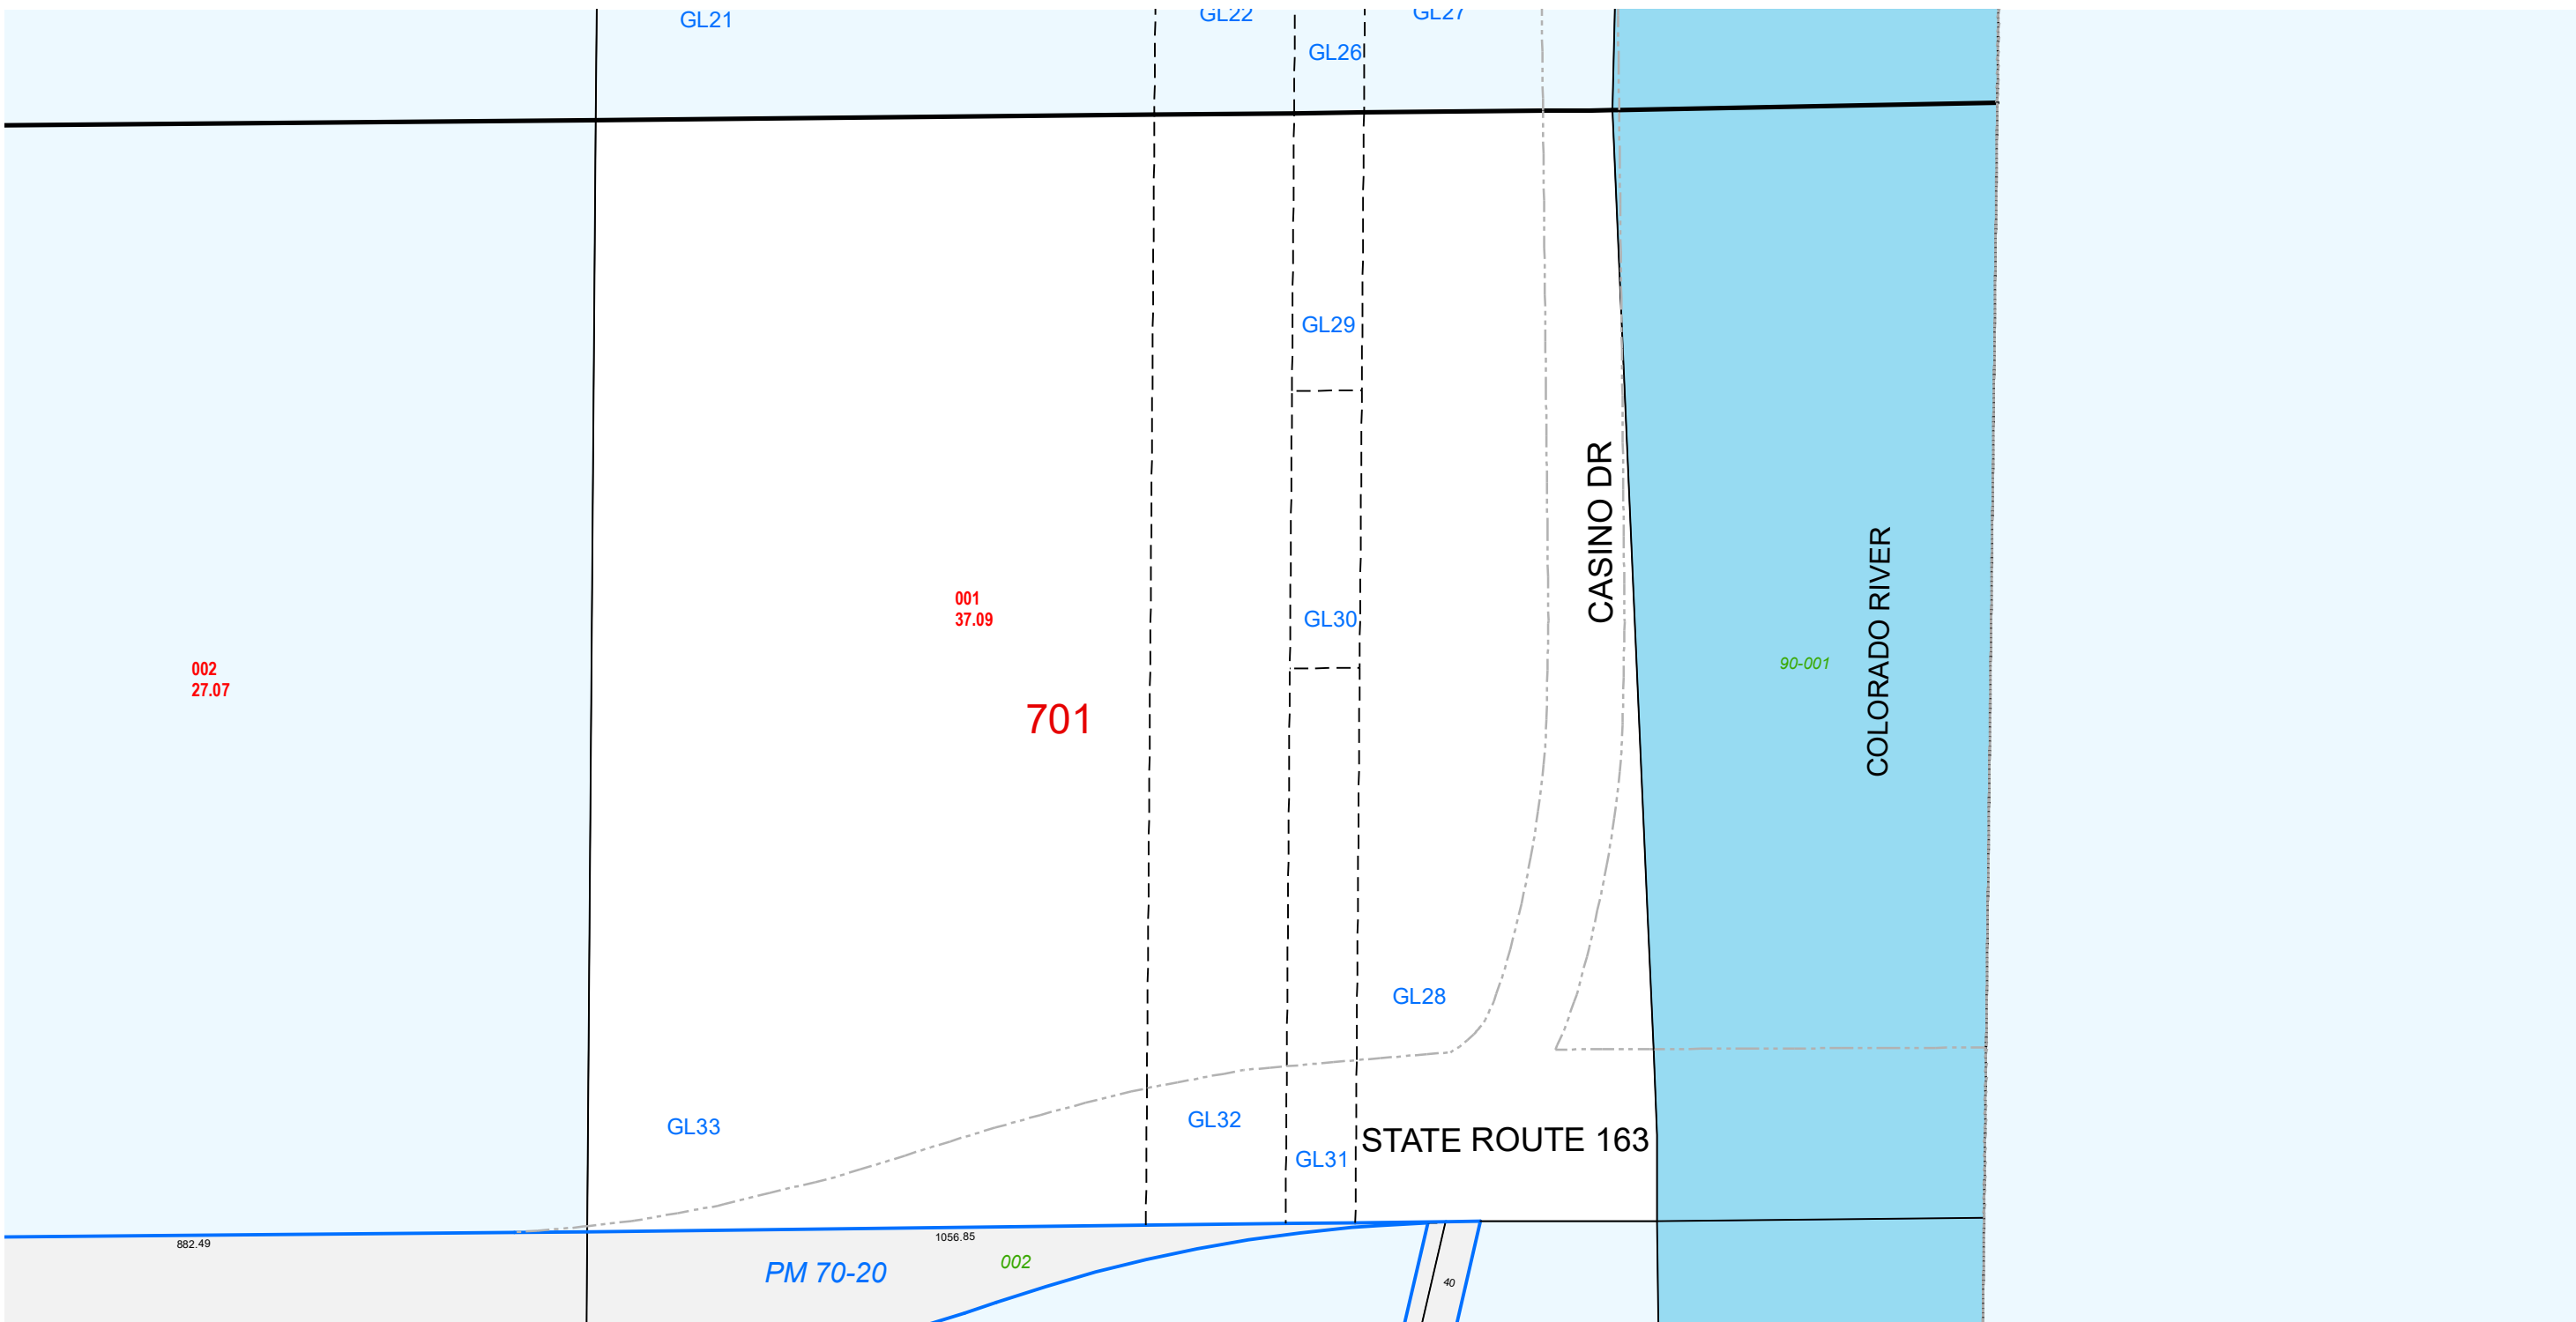 GL21
GL22
GL27
GL26
GL29
CASINO DR
COLORADO RIVER
001
37.09
GL30
90-001
002
27.07
701
GL28
GL33
GL32
STATE ROUTE 163
GL31
882.49
1056.85
PM 70-20
002
40